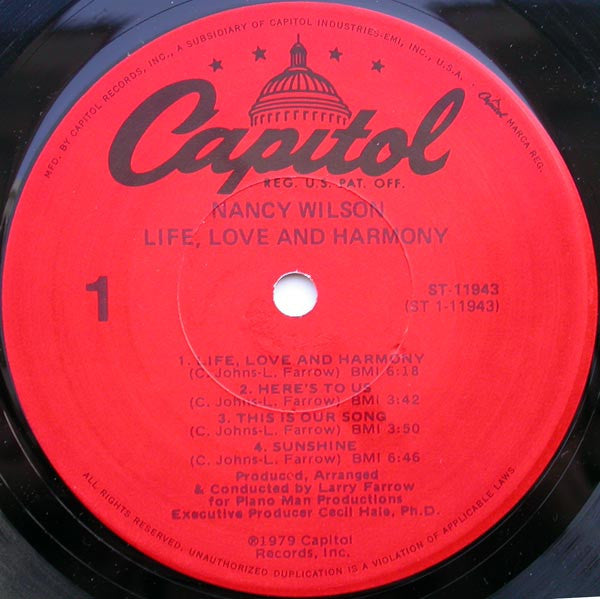 MFD. BY CAPITOL RECORDS, INC., A SUBSIDIARY OF CAPITOL INDUSTRIES-EMI, INC., U.S.A.
Capitol MARCA REG.
Capitol
REG. U.S. PAT. OFF.
NANCY WILSON
LIFE, LOVE AND HARMONY
1
ST-11943
(ST 1-11943)
1. LIFE, LOVE AND HARMONY
(C. Johns-L. Farrow) BMI 6:18
2. HERE'S TO US
(C. Johns-L. Farrow) BMI 3:42
3. THIS IS OUR SONG
(C. Johns-L. Farrow) BMI 3:50
4. SUNSHINE
(C. Johns-L. Farrow) BMI 6:46
Produced, Arranged
& Conducted by Larry Farrow
for Piano Man Productions
Executive Producer Cecil Hale, Ph.D.
℗1979 Capitol
Records, Inc.
ALL RIGHTS RESERVED. UNAUTHORIZED DUPLICATION IS A VIOLATION OF APPLICABLE LAWS.